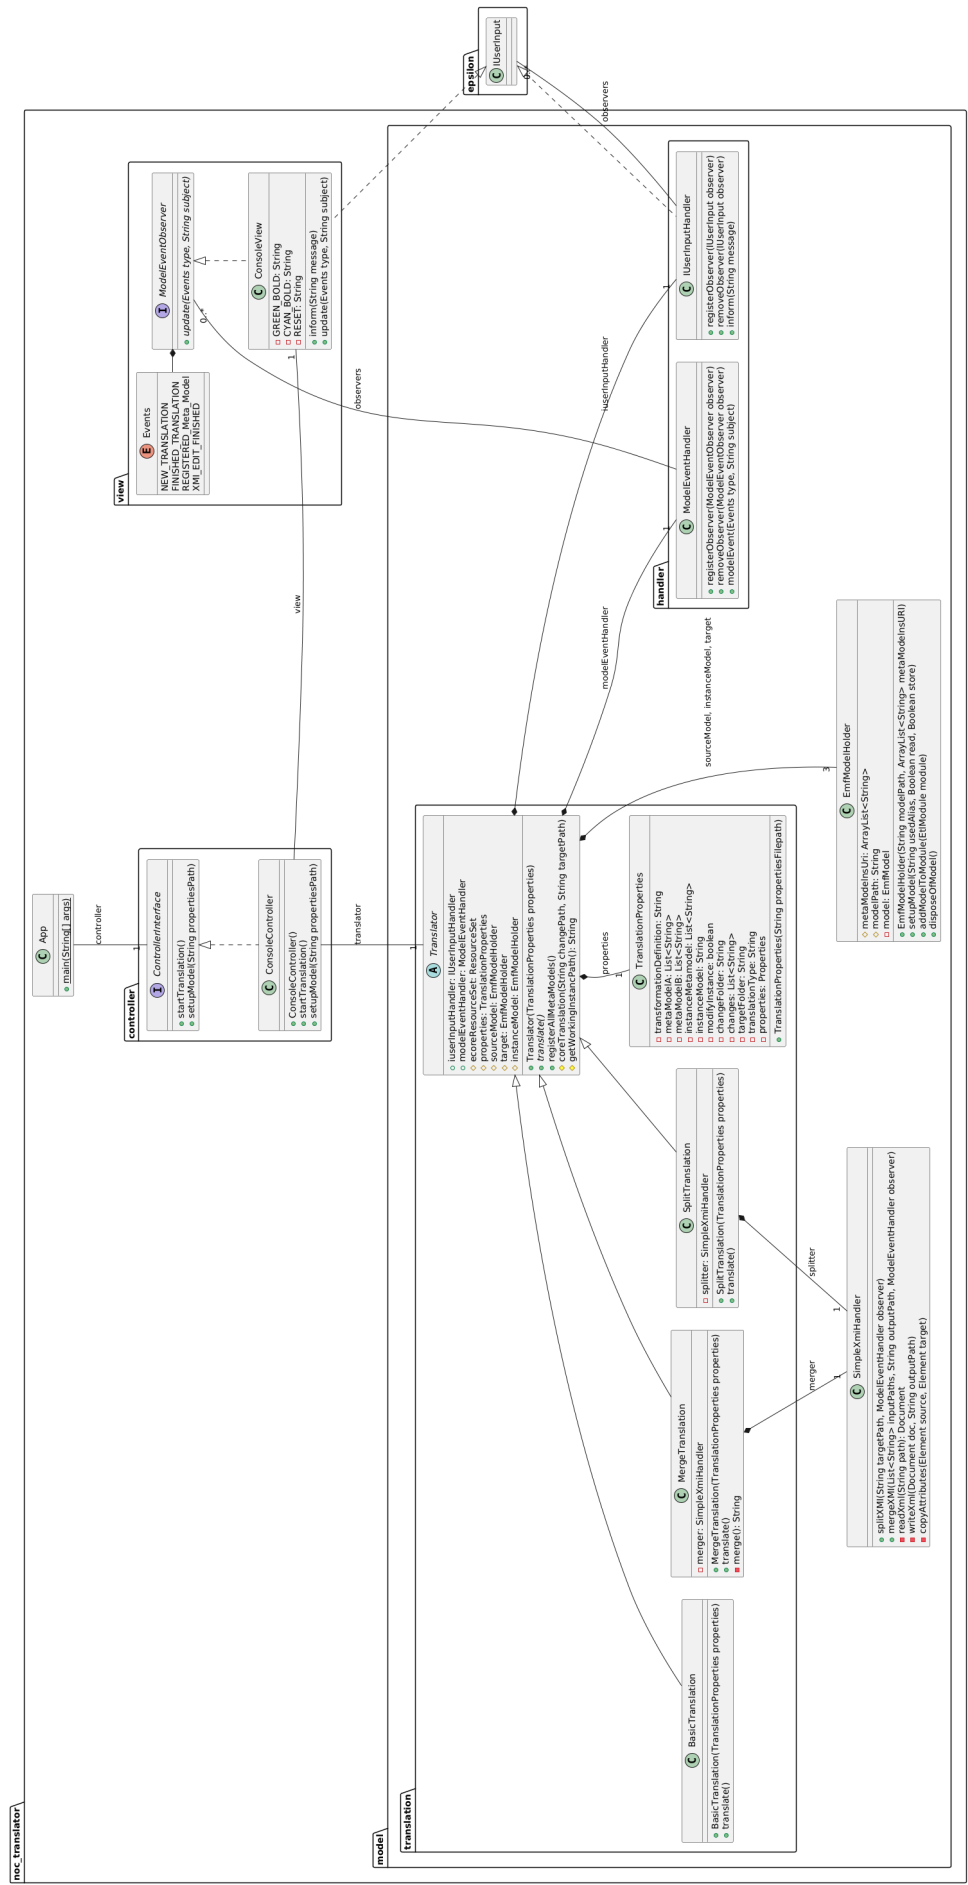 noc_translator
App
main(String[] args)
controller
1
controller
ControllerInterface
startTranslation()
setupModel(String propertiesPath)
ConsoleController
ConsoleController()
startTranslation()
setupModel(String propertiesPath)
translator
1
view
1
view
Events
NEW_TRANSLATION
FINISHED_TRANSLATION
REGISTERED_Meta_Model
XMI_EDIT_FINISHED
ModelEventObserver
update(Events type, String subject)
0..*
ConsoleView
GREEN_BOLD: String
CYAN_BOLD: String
RESET: String
inform(String message)
update(Events type, String subject)
observers
epsilon
IUserInput
observers
model
translation
Translator
iuserInputHandler: IUserInputHandler
modelEventHandler: ModelEventHandler
ecoreResourceSet: ResourceSet
properties: TranslationProperties
sourceModel: EmfModelHolder
target: EmfModelHolder
instanceModel: EmfModelHolder
Translator(TranslationProperties properties)
translate()
registerAllMetaModels()
coreTranslation(String changePath, String targetPath)
getWorkingInstancePath(): String
properties
1
BasicTranslation
BasicTranslation(TranslationProperties properties)
translate()
MergeTranslation
merger: SimpleXmiHandler
MergeTranslation(TranslationProperties properties)
translate()
merge(): String
SplitTranslation
splitter: SimpleXmiHandler
SplitTranslation(TranslationProperties properties)
translate()
TranslationProperties
transformationDefinition: String
metaModelA: List<String>
metaModelB: List<String>
instanceMetamodel: List<String>
instanceModel: String
modifyInstance: boolean
changeFolder: String
changes: List<String>
targetFolder: String
translationType: String
properties: Properties
TranslationProperties(String propertiesFilepath)
iuserInputHandler
1
modelEventHandler
1
sourceModel, instanceModel, target
3
handler
ModelEventHandler
registerObserver(ModelEventObserver observer)
removeObserver(ModelEventObserver observer)
modelEvent(Events type, String subject)
IUserInputHandler
registerObserver(IUserInput observer)
removeObserver(IUserInput observer)
inform(String message)
merger
1
splitter
1
SimpleXmiHandler
splitXMI(String targetPath, ModelEventHandler observer)
mergeXMI(List<String> inputPaths, String outputPath, ModelEventHandler observer)
readXml(String path): Document
writeXml(Document doc, String outputPath)
copyAttributes(Element source, Element target)
EmfModelHolder
metaModelnsUri: ArrayList<String>
modelPath: String
model: EmfModel
EmfModelHolder(String modelPath, ArrayList<String> metaModelnsURI)
setupModel(String usedAlias, Boolean read, Boolean store)
addModelToModule(EtlModule module)
disposeOfModel()